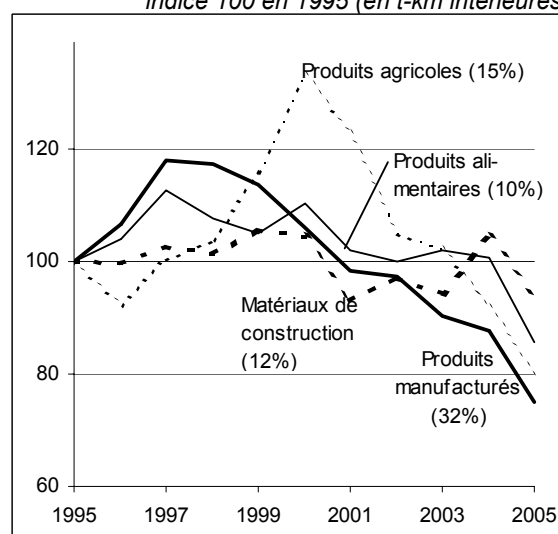 Indice 100 en 1995 (en t-km intérieures
Produits agricoles (15%)
120
Produits ali-
mentaires (10%)
100
Matériaux de
construction
(12%)
Produits
manufacturés
(32%)
80
60
1995 1997 1999 2001 2003 2005